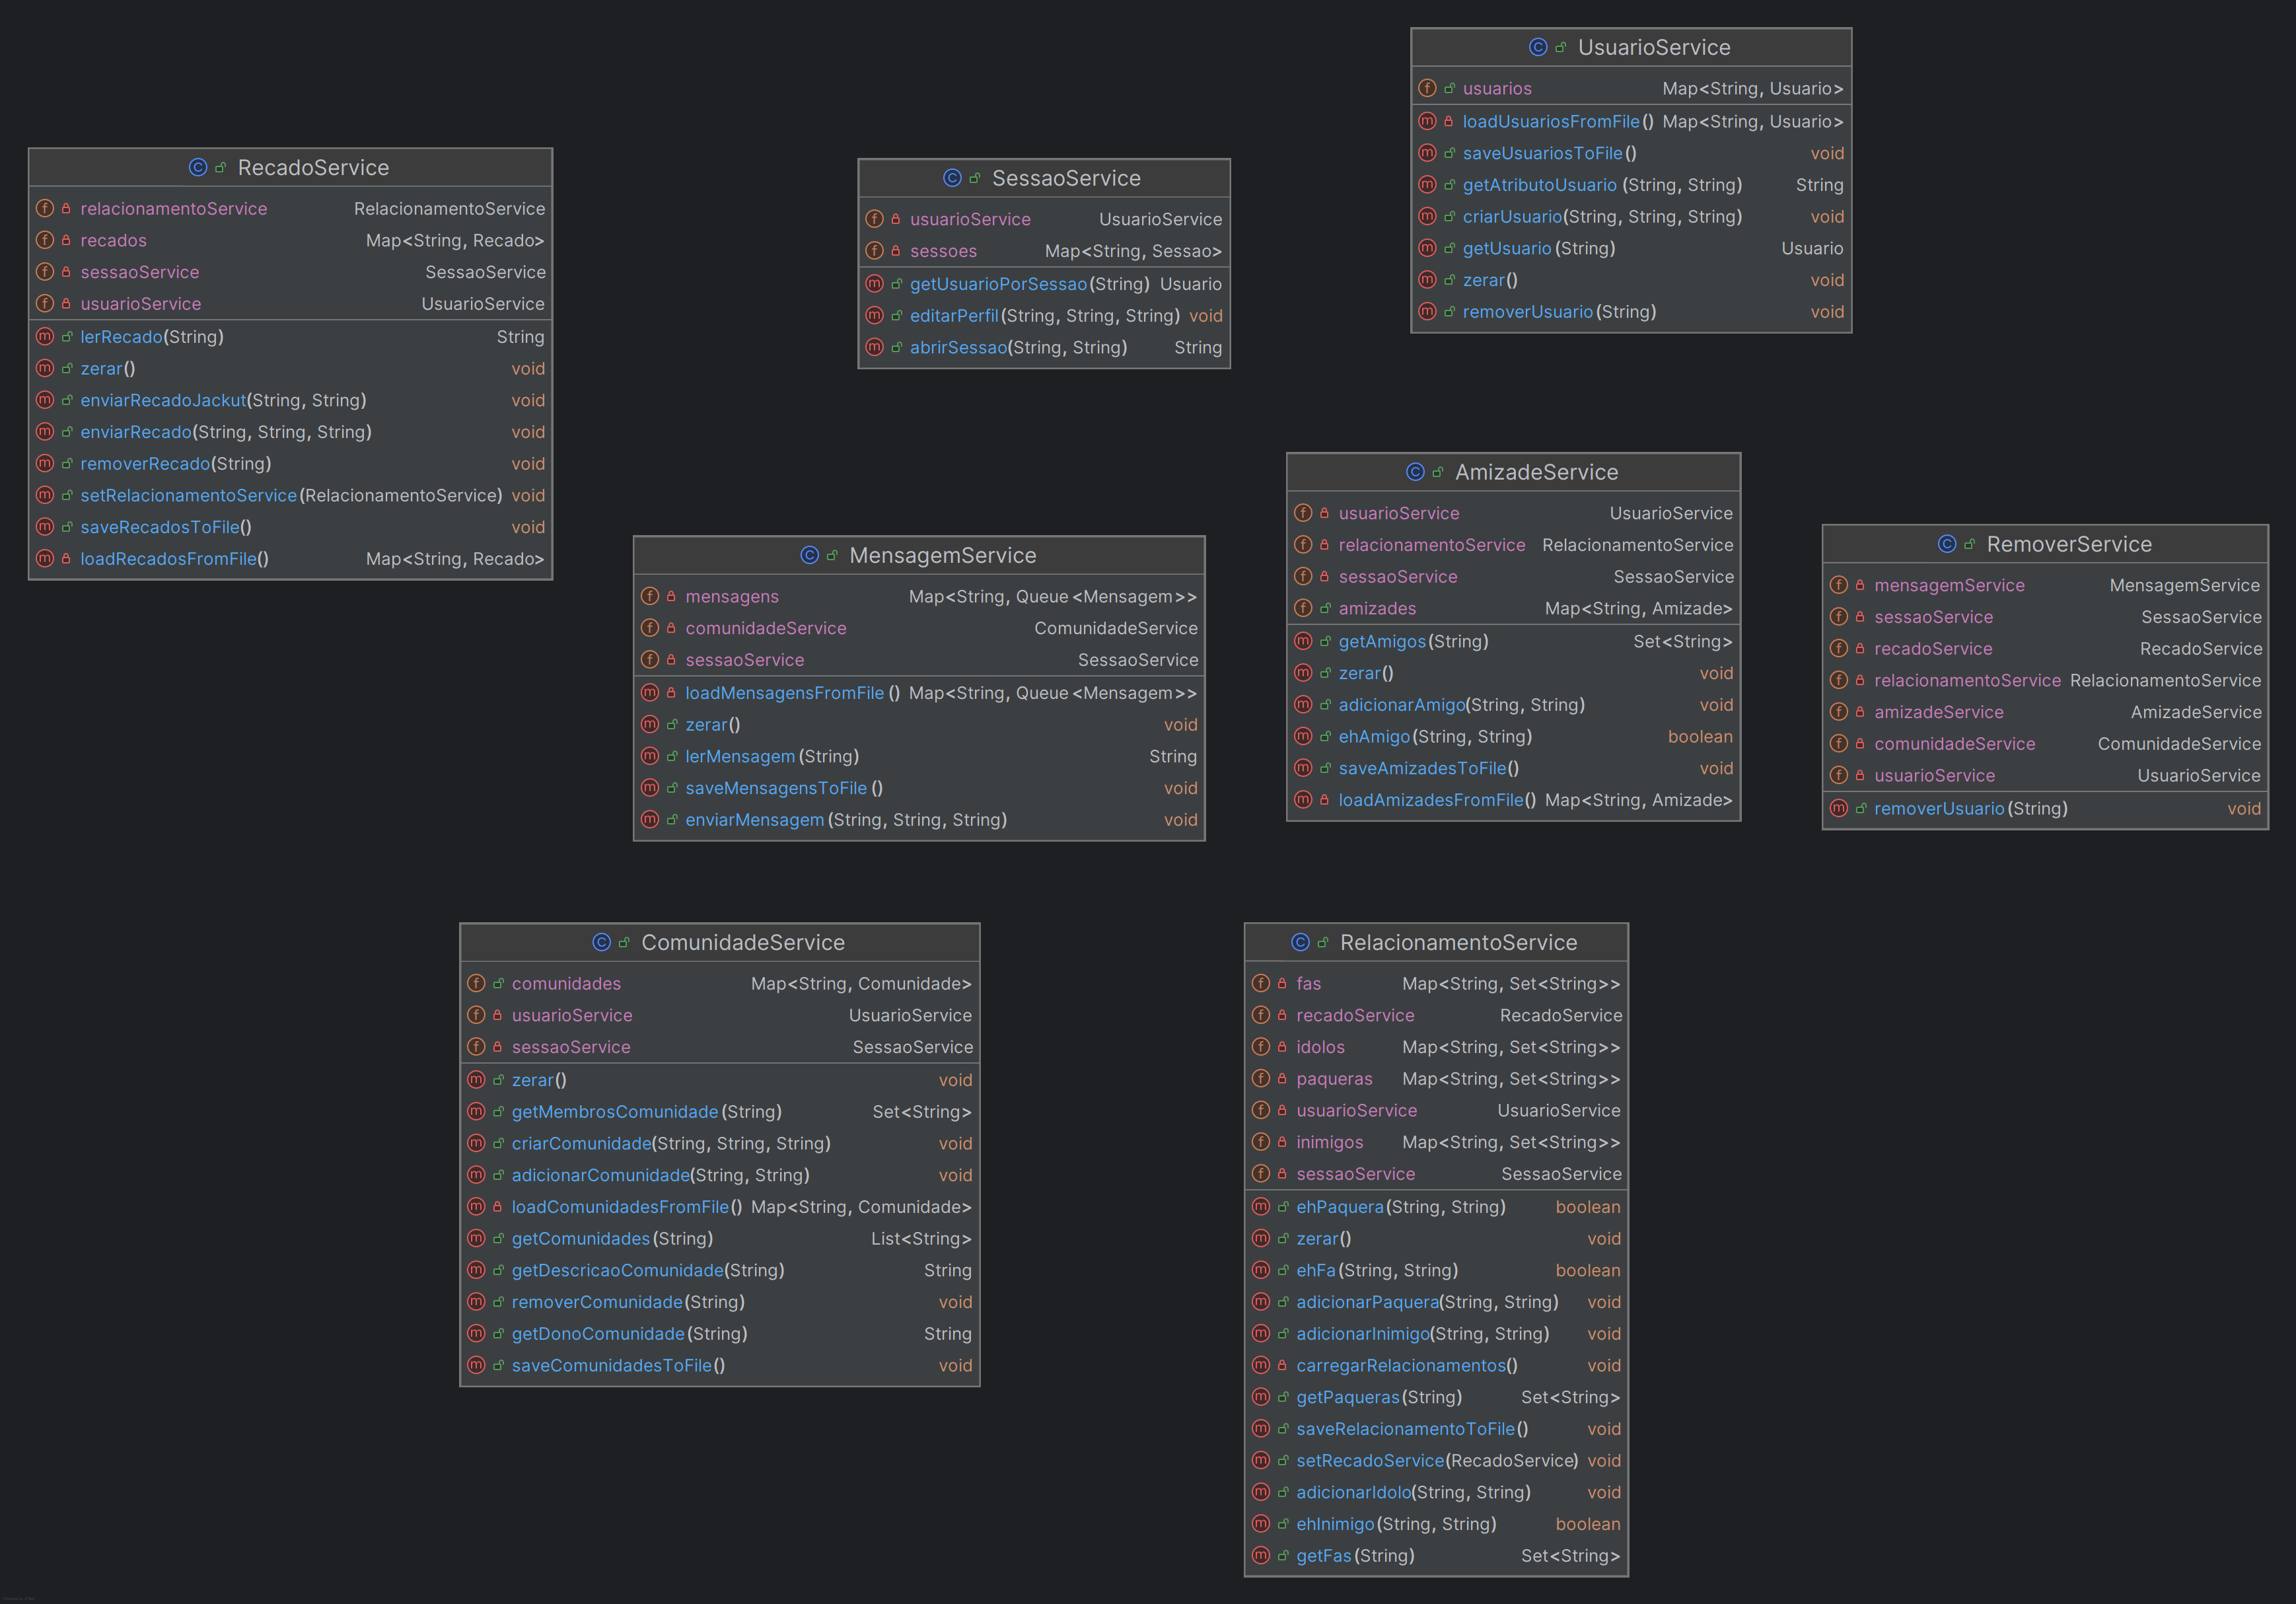 UsuarioService
usuarios Map<String, Usuario>
loadUsuariosFromFile() Map<String, Usuario>
saveUsuariosToFile() void
getAtributoUsuario (String, String) String
criarUsuario(String, String, String) void
getUsuario (String) Usuario
zerar() void
removerUsuario (String) void
RecadoService
relacionamentoService RelacionamentoService
recados Map<String, Recado>
sessaoService SessaoService
usuarioService UsuarioService
lerRecado(String) String
zerar() void
enviarRecadoJackut(String, String) void
enviarRecado(String, String, String) void
removerRecado(String) void
setRelacionamentoService (RelacionamentoService) void
saveRecadosToFile() void
loadRecadosFromFile() Map<String, Recado>
SessaoService
usuarioService UsuarioService
sessoes Map<String, Sessao>
getUsuarioPorSessao(String) Usuario
editarPerfil(String, String, String) void
abrirSessao(String, String) String
AmizadeService
usuarioService UsuarioService
relacionamentoService RelacionamentoService
sessaoService SessaoService
amizades Map<String, Amizade>
getAmigos (String) Set<String>
zerar() void
adicionarAmigo(String, String) void
ehAmigo (String, String) boolean
saveAmizadesToFile() void
loadAmizadesFromFile() Map<String, Amizade>
RemoverService
mensagemService MensagemService
sessaoService SessaoService
recadoService RecadoService
relacionamentoService RelacionamentoService
amizadeService AmizadeService
comunidadeService ComunidadeService
usuarioService UsuarioService
removerUsuario (String) void
MensagemService
mensagens Map<String, Queue <Mensagem>>
comunidadeService ComunidadeService
sessaoService SessaoService
loadMensagensFromFile () Map<String, Queue <Mensagem>>
zerar() void
lerMensagem (String) String
saveMensagensToFile () void
enviarMensagem (String, String, String) void
ComunidadeService
comunidades Map<String, Comunidade>
usuarioService UsuarioService
sessaoService SessaoService
zerar() void
getMembrosComunidade (String) Set<String>
criarComunidade(String, String, String) void
adicionarComunidade(String, String) void
loadComunidadesFromFile() Map<String, Comunidade>
getComunidades (String) List<String>
getDescricaoComunidade(String) String
removerComunidade (String) void
getDonoComunidade (String) String
saveComunidadesToFile() void
RelacionamentoService
fas Map<String, Set<String>>
recadoService RecadoService
idolos Map<String, Set<String>>
paqueras Map<String, Set<String>>
usuarioService UsuarioService
inimigos Map<String, Set<String>>
sessaoService SessaoService
ehPaquera (String, String) boolean
zerar() void
ehFa (String, String) boolean
adicionarPaquera(String, String) void
adicionarInimigo(String, String) void
carregarRelacionamentos() void
getPaqueras (String) Set<String>
saveRelacionamentoToFile() void
setRecadoService(RecadoService) void
adicionarIdolo(String, String) void
ehInimigo (String, String) boolean
getFas (String) Set<String>